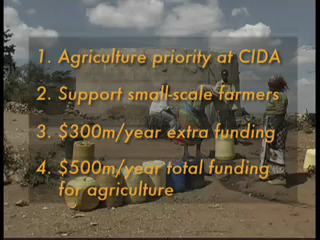 1. Agriculture priority at CIDA
2. Support small-scale farmers
3. $300m/year extra funding
4. $500m/year total funding
for agriculture